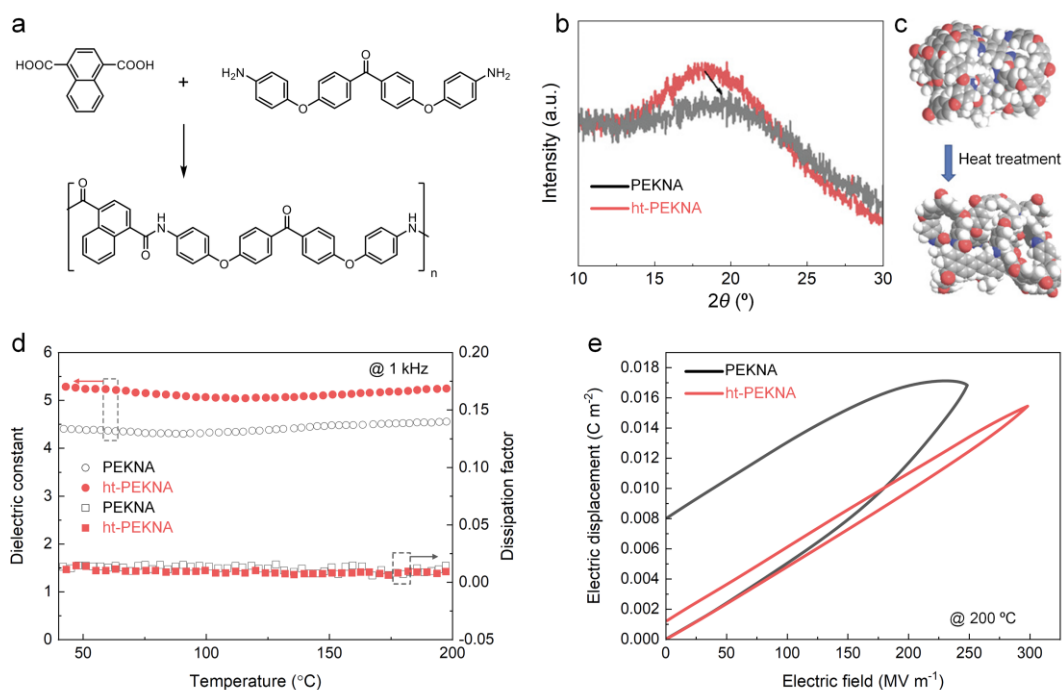 a
HOOC
COOH
+
H₂N
O
NH₂
O
O
O
N
H
O
O
O
O
H
N
n
b
Intensity (a.u.)
PEKNA
ht-PEKNA
10
15
20
25
30
2θ (º)
c
Heat treatment
d
@ 1 kHz
Dielectric constant
6
5
4
3
2
1
0
PEKNA
ht-PEKNA
PEKNA
ht-PEKNA
0.20
0.15
0.10
0.05
0.00
-0.05
Dissipation factor
50
100
150
200
Temperature (°C)
e
Electric displacement (C m⁻²)
0.018
0.016
0.014
0.012
0.010
0.008
0.006
0.004
0.002
0.000
PEKNA
ht-PEKNA
@ 200 ºC
0
50
100
150
200
250
300
Electric field (MV m⁻¹)